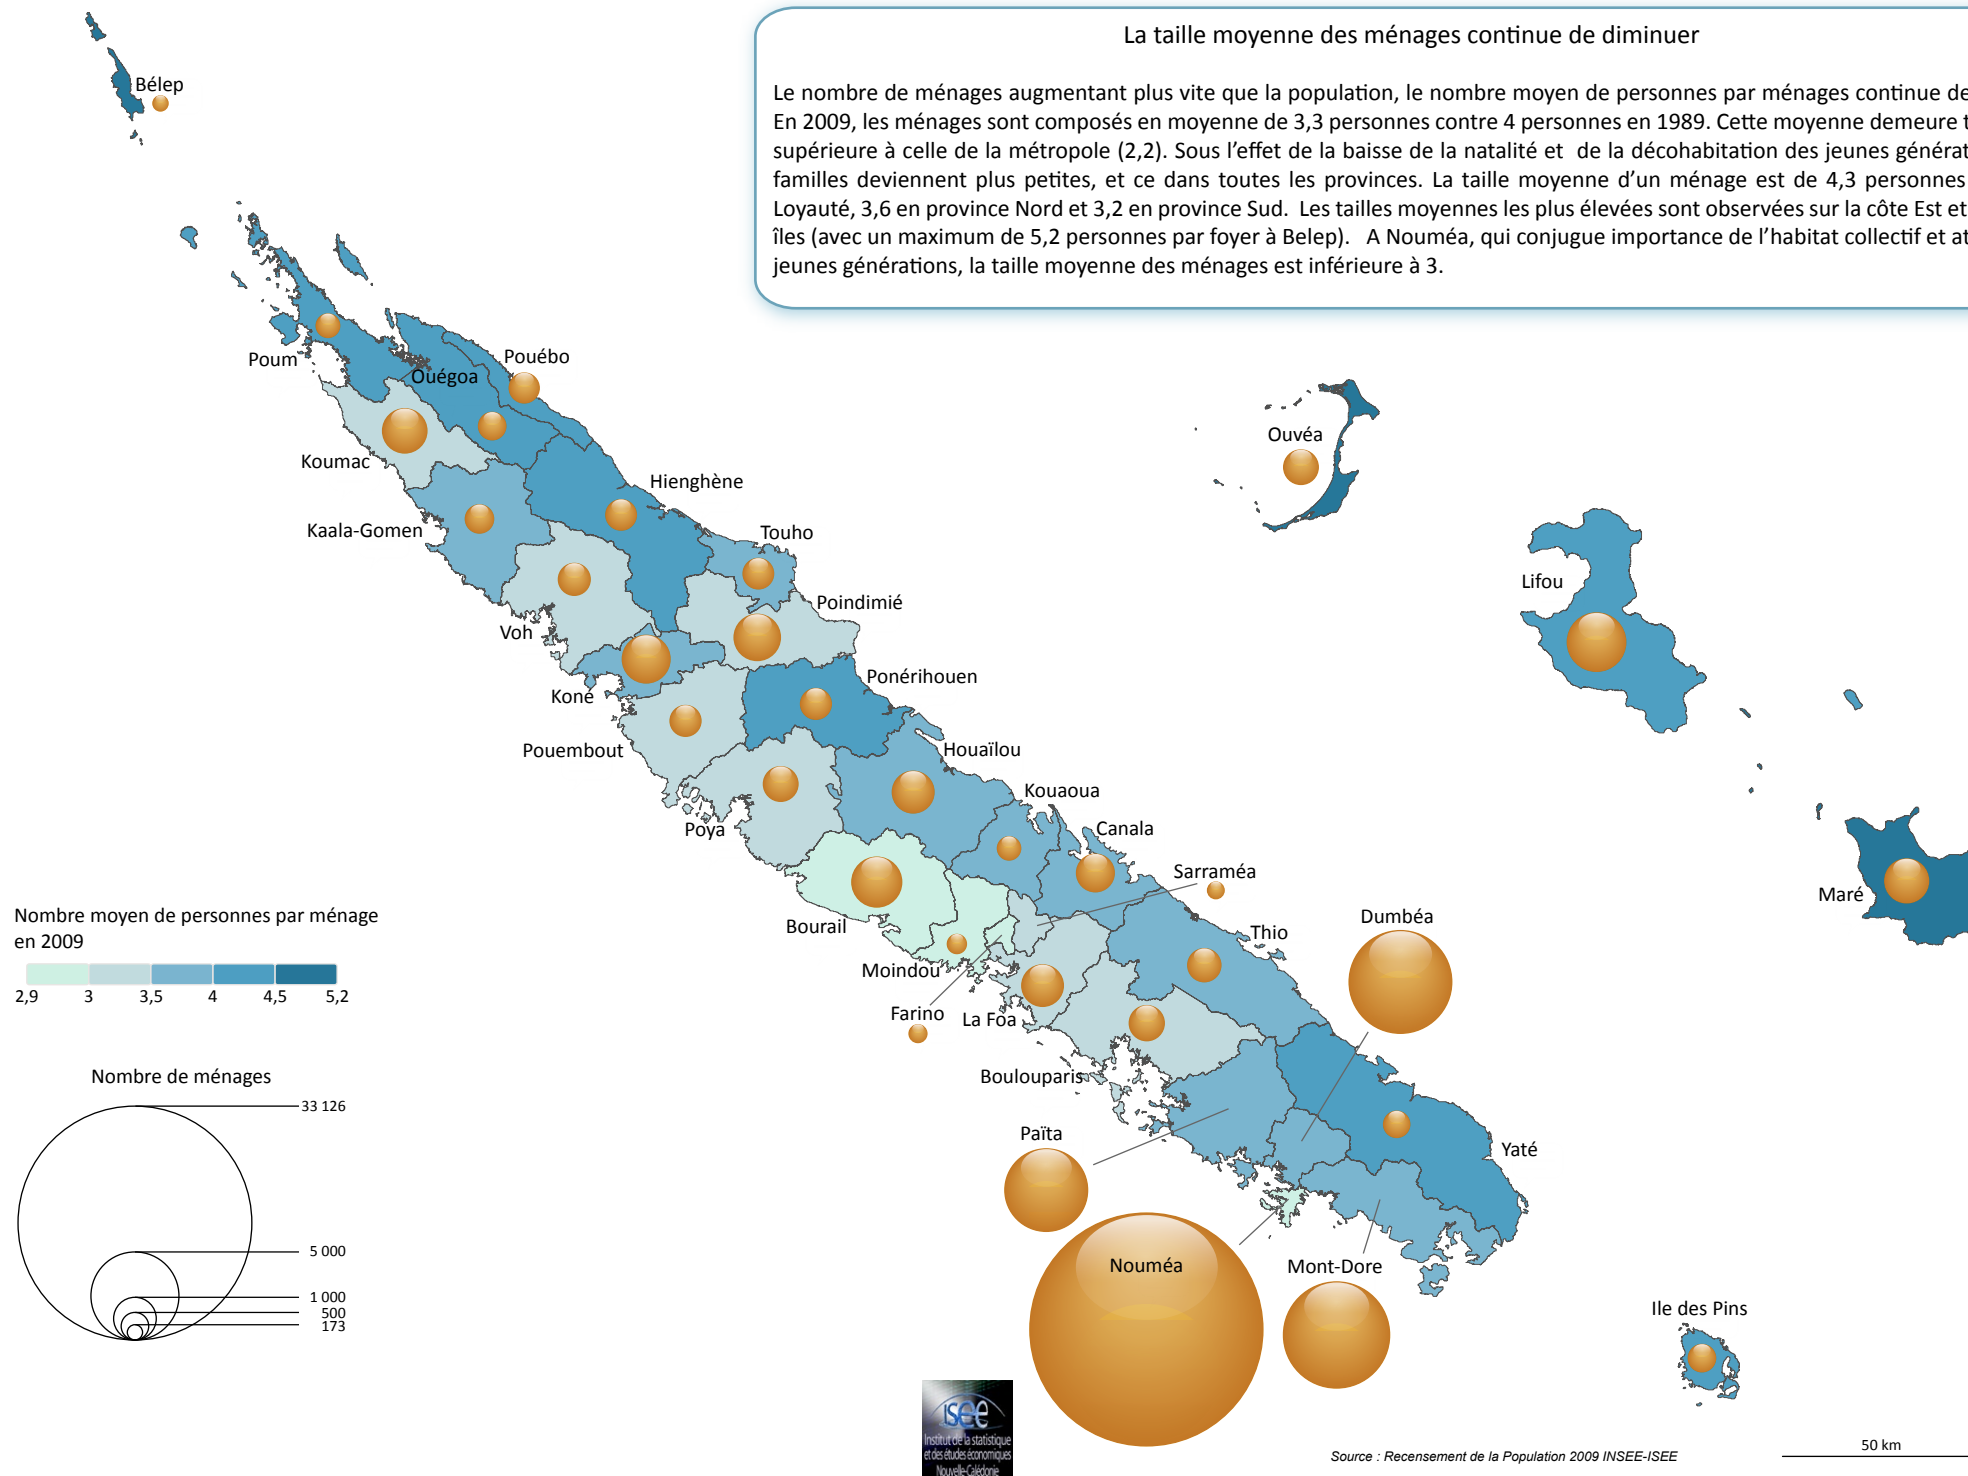 La taille moyenne des ménages continue de diminuer
Le nombre de ménages augmentant plus vite que la population, le nombre moyen de personnes par ménages continue de
En 2009, les ménages sont composés en moyenne de 3,3 personnes contre 4 personnes en 1989. Cette moyenne demeure t
supérieure à celle de la métropole (2,2). Sous l'effet de la baisse de la natalité et de la décohabitation des jeunes générat
familles deviennent plus petites, et ce dans toutes les provinces. La taille moyenne d'un ménage est de 4,3 personnes
Loyauté, 3,6 en province Nord et 3,2 en province Sud. Les tailles moyennes les plus élevées sont observées sur la côte Est et
îles (avec un maximum de 5,2 personnes par foyer à Belep). A Nouméa, qui conjugue importance de l'habitat collectif et at
jeunes générations, la taille moyenne des ménages est inférieure à 3.
Bélep
Poum
Ouégoa
Pouébo
Koumac
Hienghène
Kaala-Gomen
Touho
Voh
Poindimié
Koné
Ponérihouen
Pouembout
Houaïlou
Poya
Kouaoua
Canala
Sarraméa
Bourail
Moindou
Farino
La Foa
Thio
Dumbéa
Boulouparis
Païta
Yaté
Nouméa
Mont-Dore
Ile des Pins
Ouvéa
Lifou
Maré
Nombre moyen de personnes par ménage
en 2009
2,9 3 3,5 4 4,5 5,2
Nombre de ménages
33 126
5 000
1 000
500
173
isee
Institut de la statistique
et des études économiques
Nouvelle-Calédonie
Source : Recensement de la Population 2009 INSEE-ISEE
50 km